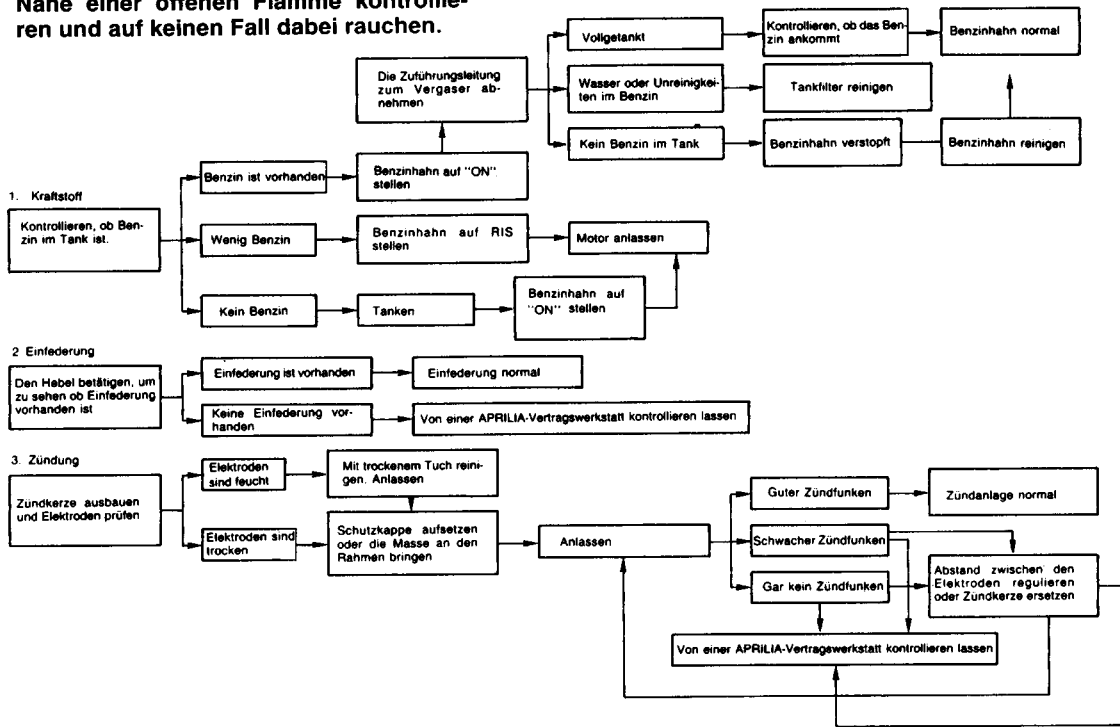 Nähe einer offenen Flamme kontrollie-
ren und auf keinen Fall dabei rauchen.
Vollgetankt
Kontrollieren, ob das Ben-
zin ankommt
Benzinhahn normal
Die Zuführungsleitung
zum Vergaser ab-
nehmen
Wasser oder Unreinigkei-
ten im Benzin
Tankfilter reinigen
Kein Benzin im Tank
Benzinhahn verstopft
Benzinhahn reinigen
1. Kraftstoff
Kontrollieren, ob Ben-
zin im Tank ist.
Benzin ist vorhanden
Benzinhahn auf "ON"
stellen
Wenig Benzin
Benzinhahn auf RIS
stellen
Motor anlassen
Kein Benzin
Tanken
Benzinhahn auf
"ON" stellen
2 Einfederung
Den Hebel betätigen, um
zu sehen ob Einfederung
vorhanden ist
Einfederung ist vorhanden
Einfederung normal
Keine Einfederung vor-
handen
Von einer APRILIA-Vertragswerkstatt kontrollieren lassen
3. Zündung
Zündkerze ausbauen
und Elektroden prüfen
Elektroden
sind feucht
Mit trockenem Tuch reini-
gen. Anlassen
Elektroden sind
trocken
Schutzkappe aufsetzen
oder die Masse an den
Rahmen bringen
Anlassen
Guter Zündfunken
Zündanlage normal
Schwacher Zündfunken
Gar kein Zündfunken
Abstand zwischen den
Elektroden regulieren
oder Zündkerze ersetzen
Von einer APRILIA-Vertragswerkstatt kontrollieren lassen